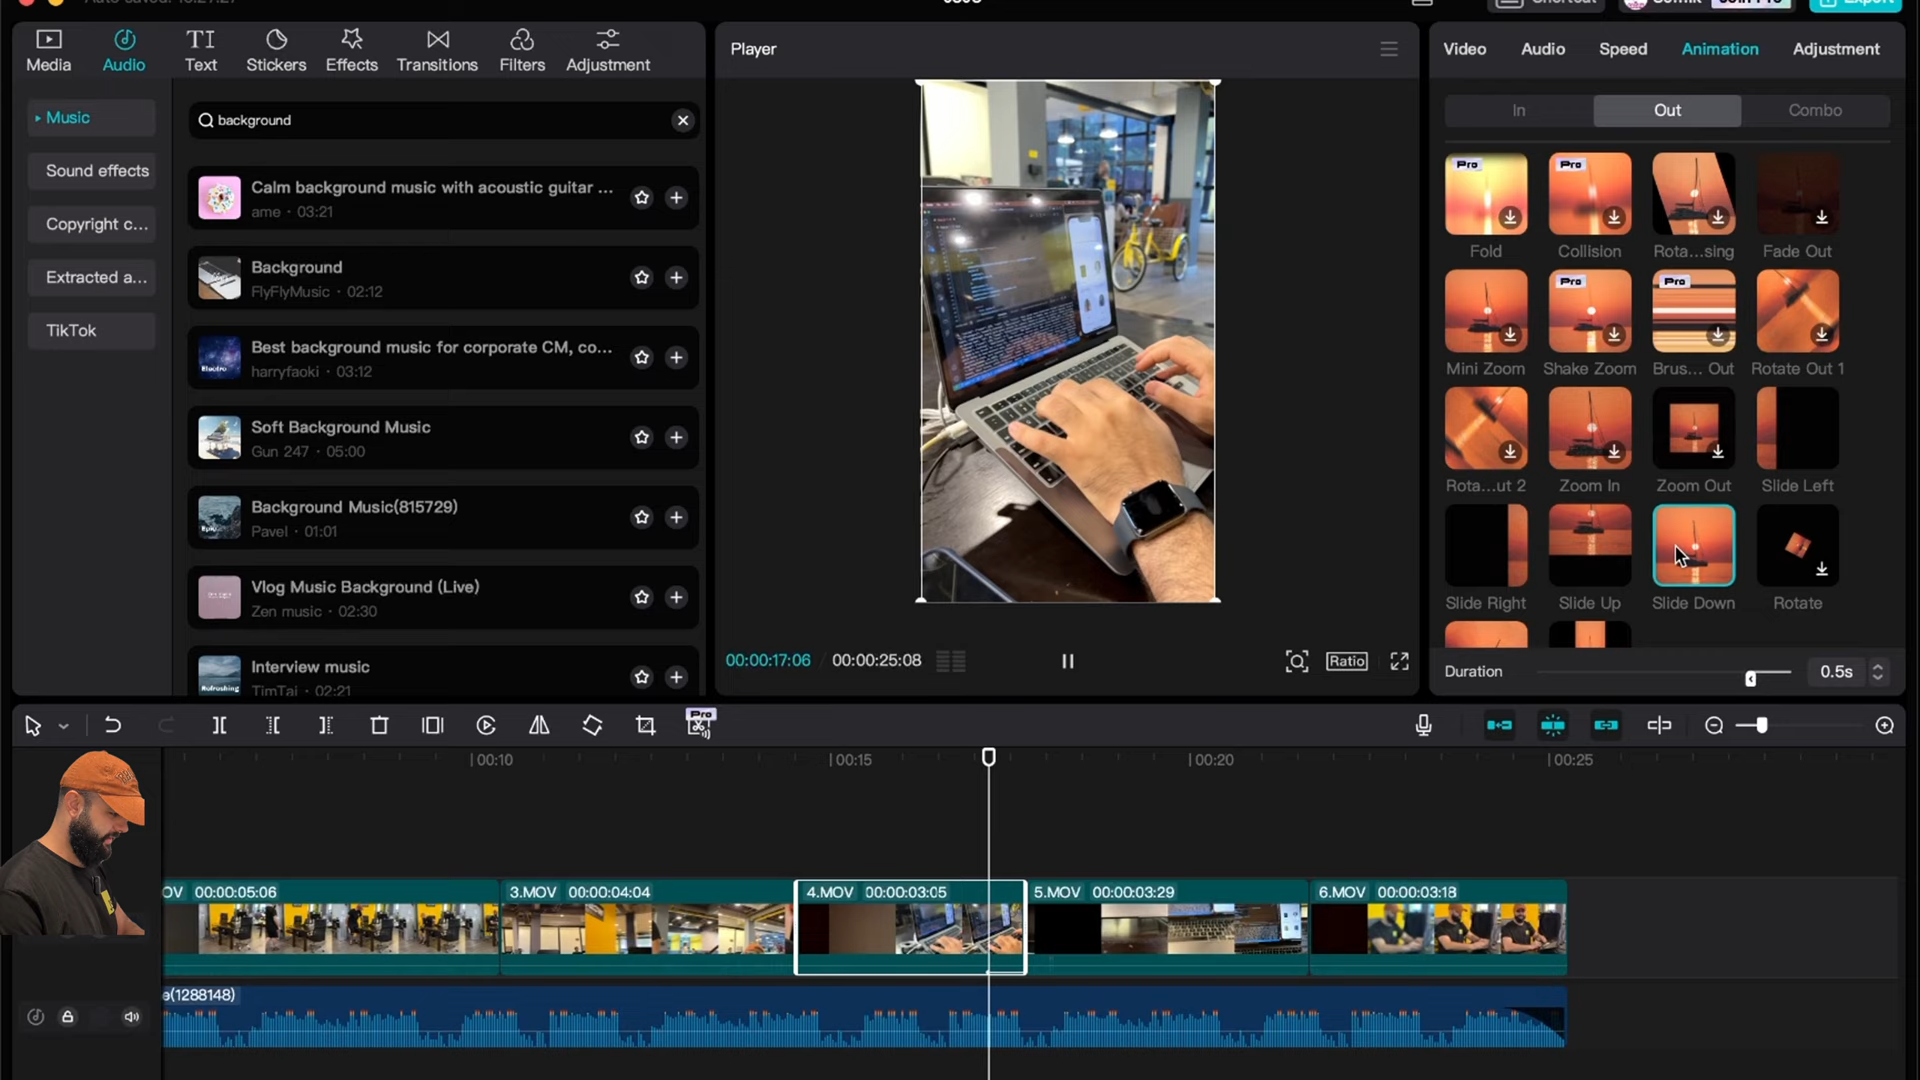 Media
Audio
Text
Stickers
Effects
Transitions
Filters
Adjustment
Music
Sound effects
Copyright c...
Extracted a...
TikTok
background
Calm background music with acoustic guitar ...
ame · 03:21
Background
FlyFlyMusic · 02:12
Best background music for corporate CM, co...
harryfaoki · 03:12
Soft Background Music
Gun 247 · 05:00
Background Music(815729)
Pavel · 01:01
Vlog Music Background (Live)
Zen music · 02:30
Interview music
TimTai · 02:21
Player
00:00:17:06 / 00:00:25:08
Ratio
Video
Audio
Speed
Animation
Adjustment
In
Out
Combo
Pro
Fold
Pro
Collision
Rota...sing
Fade Out
Mini Zoom
Pro
Shake Zoom
Pro
Brus... Out
Rotate Out 1
Rota...ut 2
Zoom In
Zoom Out
Slide Left
Slide Right
Slide Up
Slide Down
Rotate
Duration
0.5s
Pro
00:10
00:15
00:20
00:25
OV 00:00:05:06
3.MOV 00:00:04:04
4.MOV 00:00:03:05
5.MOV 00:00:03:29
6.MOV 00:00:03:18
e(1288148)